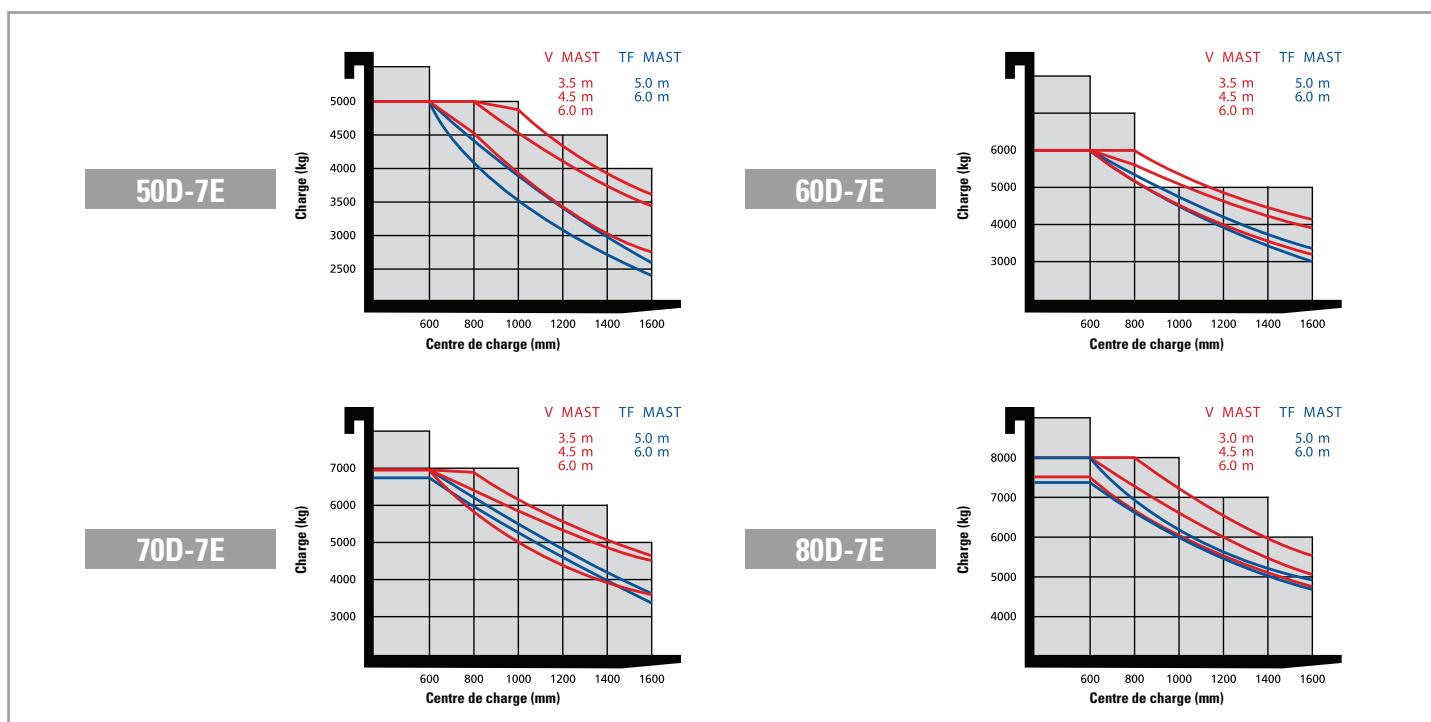 V MAST TF MAST
3.5 m 5.0 m
4.5 m 6.0 m
6.0 m
5000
4500
4000
3500
3000
2500
Charge (kg)
50D-7E
600 800 1000 1200 1400 1600
Centre de charge (mm)
V MAST TF MAST
3.5 m 5.0 m
4.5 m 6.0 m
6.0 m
6000
5000
4000
3000
Charge (kg)
60D-7E
600 800 1000 1200 1400 1600
Centre de charge (mm)
V MAST TF MAST
3.5 m 5.0 m
4.5 m 6.0 m
6.0 m
7000
6000
5000
4000
3000
Charge (kg)
70D-7E
600 800 1000 1200 1400 1600
Centre de charge (mm)
V MAST TF MAST
3.0 m 5.0 m
4.5 m 6.0 m
6.0 m
8000
7000
6000
5000
4000
Charge (kg)
80D-7E
600 800 1000 1200 1400 1600
Centre de charge (mm)